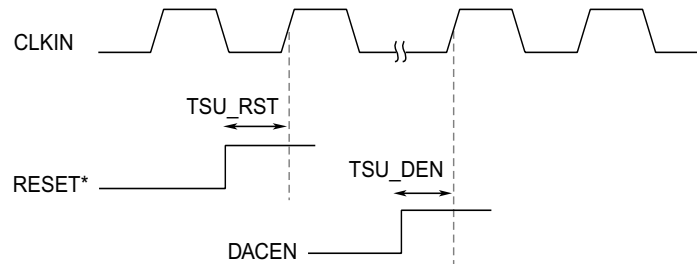 CLKIN
TSU_RST
RESET*
TSU_DEN
DACEN